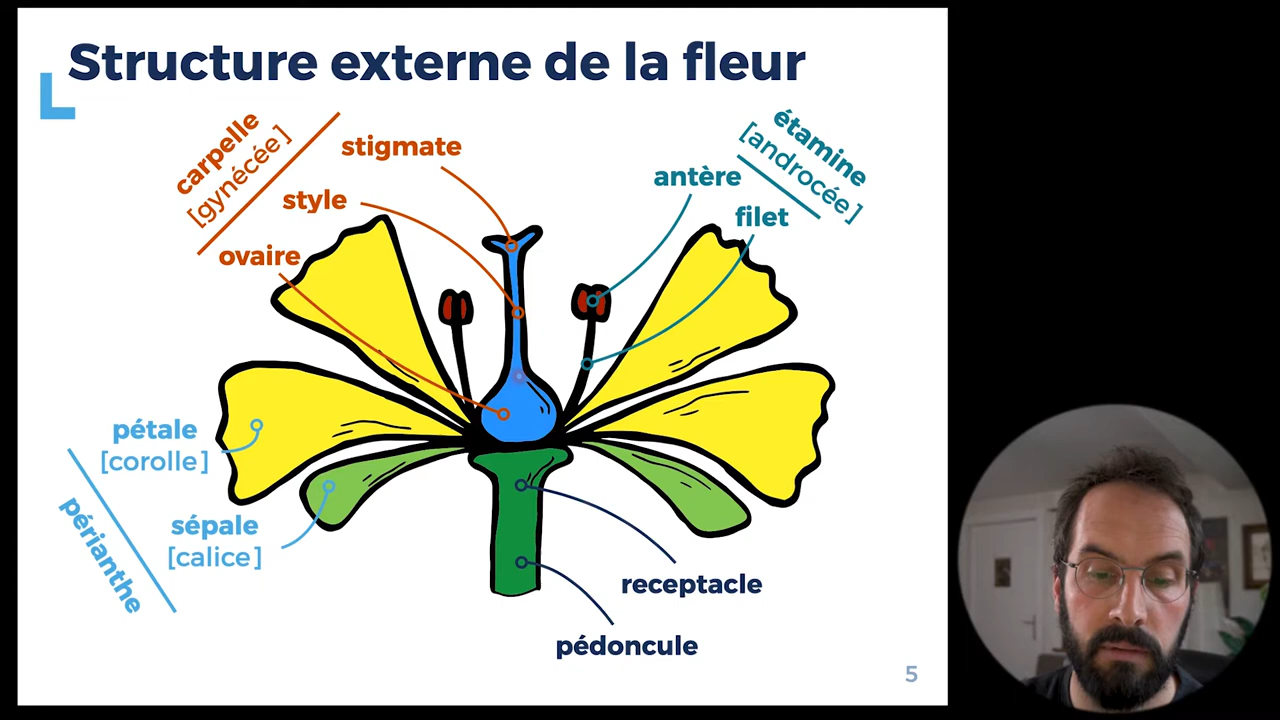 Structure externe de la fleur
carpelle
[gynécée]
stigmate
style
ovaire
étamine
[androcée]
antère
filet
pétale
[corolle]
sépale
[calice]
périanthe
receptacle
pédoncule
5